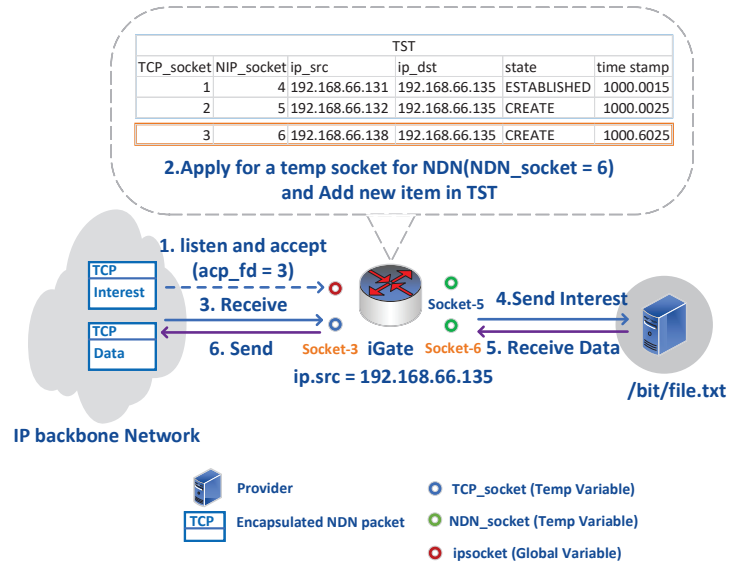 TST
TCP_socket NIP_socket ip_src ip_dst state time stamp
1 4 192.168.66.131 192.168.66.135 ESTABLISHED 1000.0015
2 5 192.168.66.132 192.168.66.135 CREATE 1000.0025
3 6 192.168.66.138 192.168.66.135 CREATE 1000.6025
2.Apply for a temp socket for NDN(NDN_socket = 6)
and Add new item in TST
1. listen and accept
(acp_fd = 3)
TCP
Interest
3. Receive
TCP
Data
6. Send
Socket-3
iGate
Socket-5
Socket-6
4.Send Interest
5. Receive Data
ip.src = 192.168.66.135
/bit/file.txt
IP backbone Network
Provider
TCP
Encapsulated NDN packet
TCP_socket (Temp Variable)
NDN_socket (Temp Variable)
ipsocket (Global Variable)